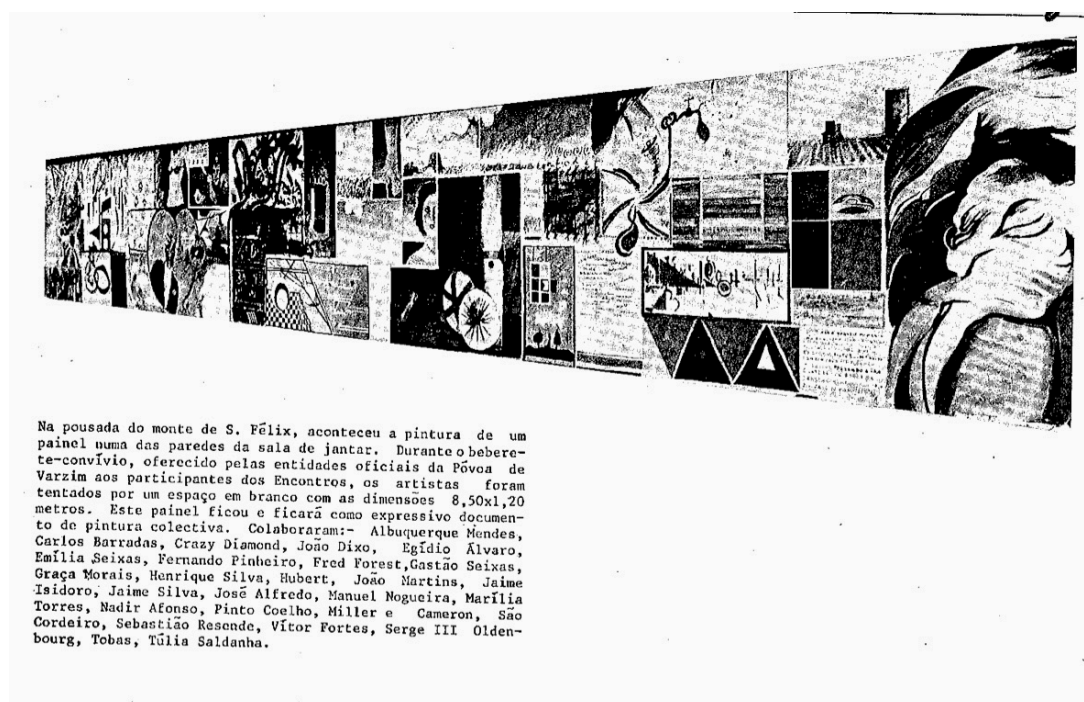 Na pousada do monte de S. Félix, aconteceu a pintura de um
painel numa das paredes da sala de jantar. Durante o bebere-
te-convívio, oferecido pelas entidades oficiais da Póvoa de
Varzim aos participantes dos Encontros, os artistas foram
tentados por um espaço em branco com as dimensões 8,50x1,20
metros. Este painel ficou e ficará como expressivo documen-
to de pintura colectiva. Colaboraram:- Albuquerque Mendes,
Carlos Barradas, Crazy Diamond, João Dixo, Egídio Álvaro,
Emília Seixas, Fernando Pinheiro, Fred Forest,Gastão Seixas,
Graça Morais, Henrique Silva, Hubert, João Martins, Jaime
Isidoro, Jaime Silva, José Alfredo, Manuel Nogueira, Marília
Torres, Nadir Afonso, Pinto Coelho, Miller e Cameron, São
Cordeiro, Sebastião Resende, Vítor Fortes, Serge III Olden-
bourg, Tobas, Túlia Saldanha.